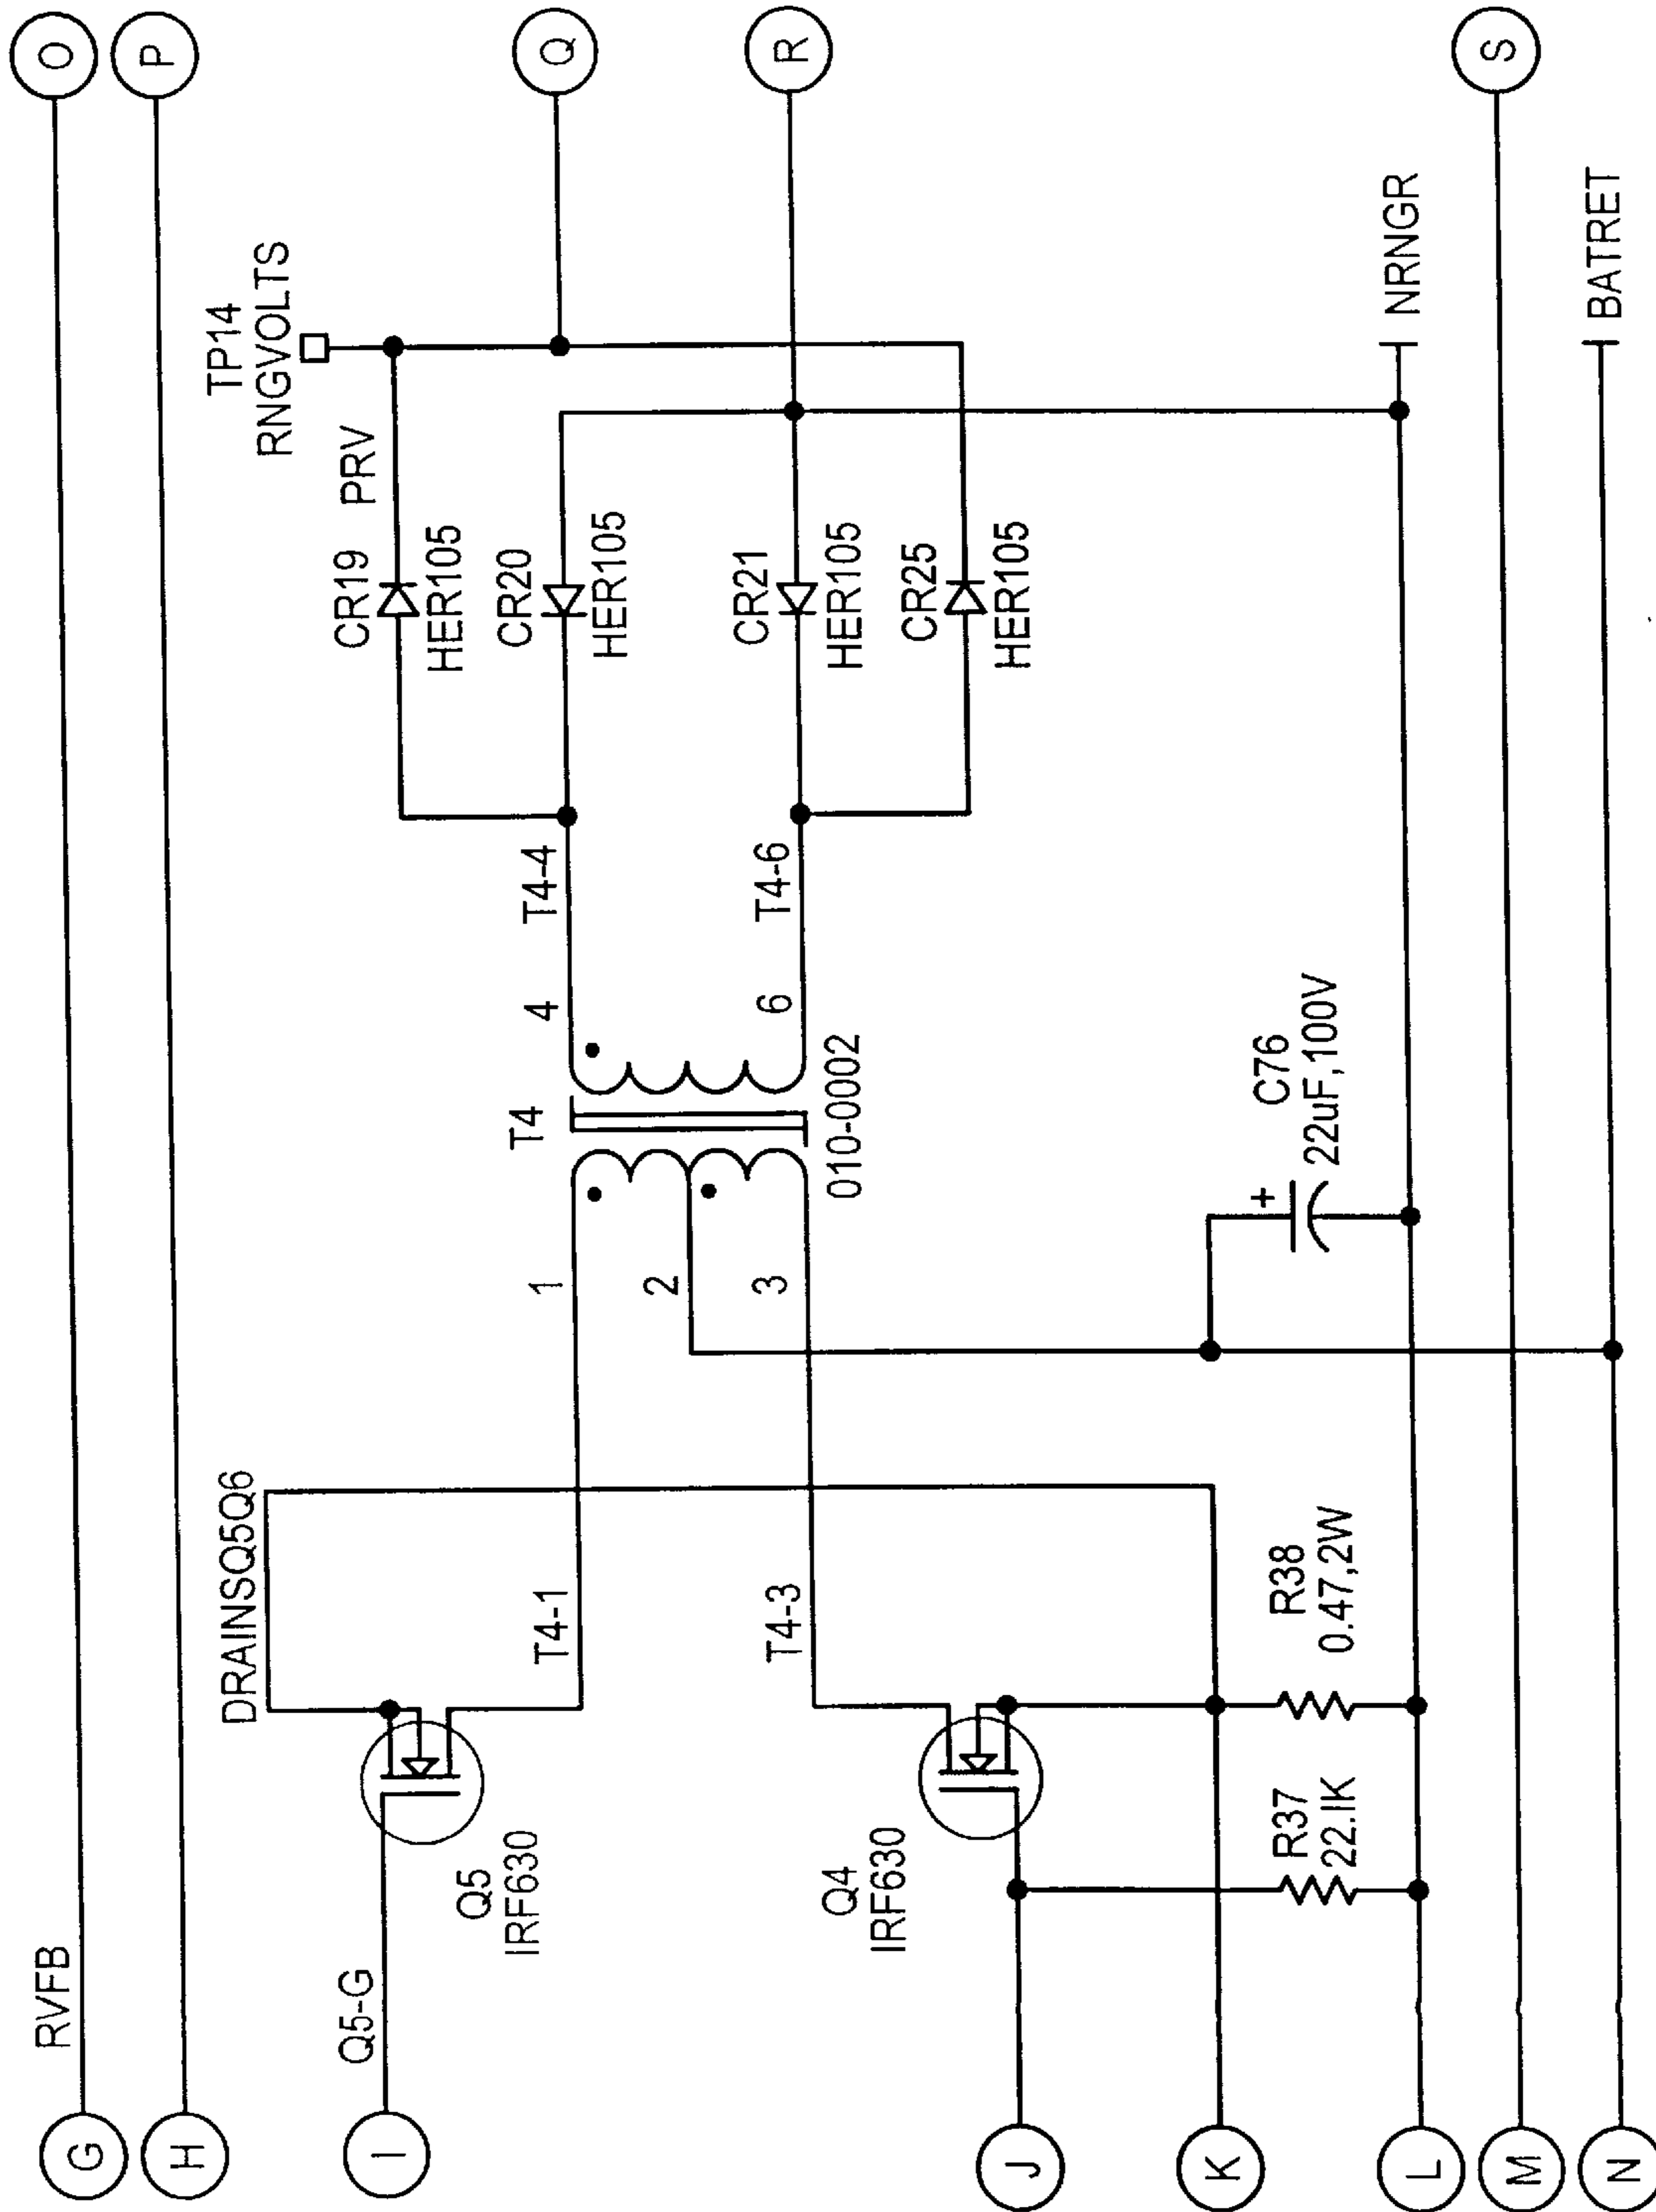 G
RVFB
O
H
P
I
Q5-G
Q5
IRF630
DRAINSQ5Q6
T4-1
J
Q4
IRF630
T4-3
K
R37
22.IK
R38
0.47,2W
L
M
S
N
1
2
3
T4
010-0002
4
6
T4-4
T4-6
C76
+
22uF,100V
CR19
HER105
PRV
CR20
HER105
CR21
HER105
CR25
HER105
TP14
RNGVOLTS
Q
R
NRNGR
BATRET